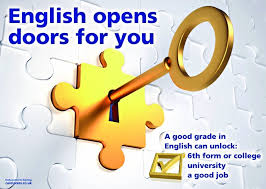 English opens
doors for you
A good grade in
English can unlock:
6th form or college
university
a good job